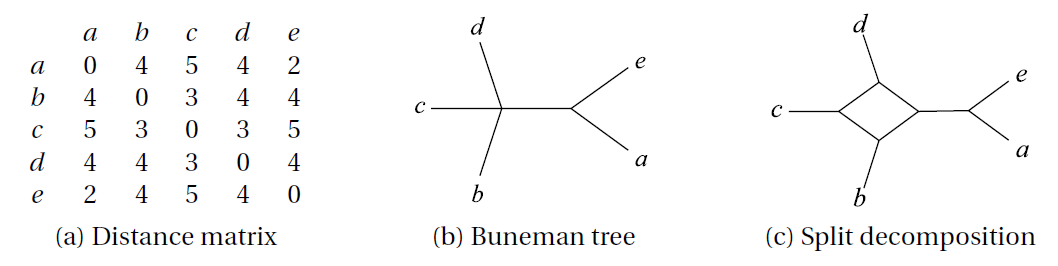 a b c d e
a 0 4 5 4 2
b 4 0 3 4 4
c 5 3 0 3 5
d 4 4 3 0 4
e 2 4 5 4 0
(a) Distance matrix
d
e
c
a
b
(b) Buneman tree
d
e
c
a
b
(c) Split decomposition